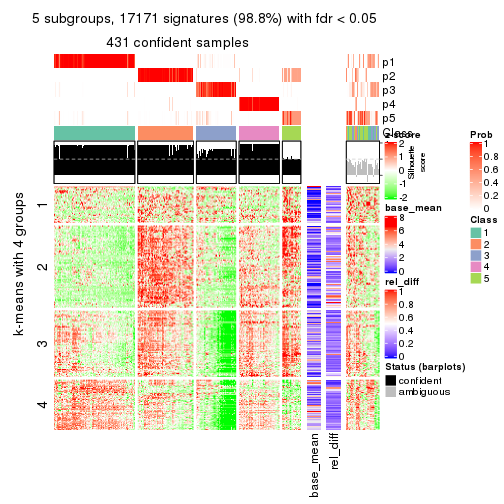 5 subgroups, 17171 signatures (98.8%) with fdr < 0.05
431 confident samples
p1
p2
p3
p4
p5
Class
z-score
2
1
0
-1
-2
Silhouette
score
Prob
1
0.8
0.6
0.4
0.2
0
base_mean
8
6
4
2
0
Class
1
2
3
4
5
rel_diff
1
0.8
0.6
0.4
0.2
0
Status (barplots)
confident
ambiguous
k-means with 4 groups
1
2
3
4
base_mean
rel_diff